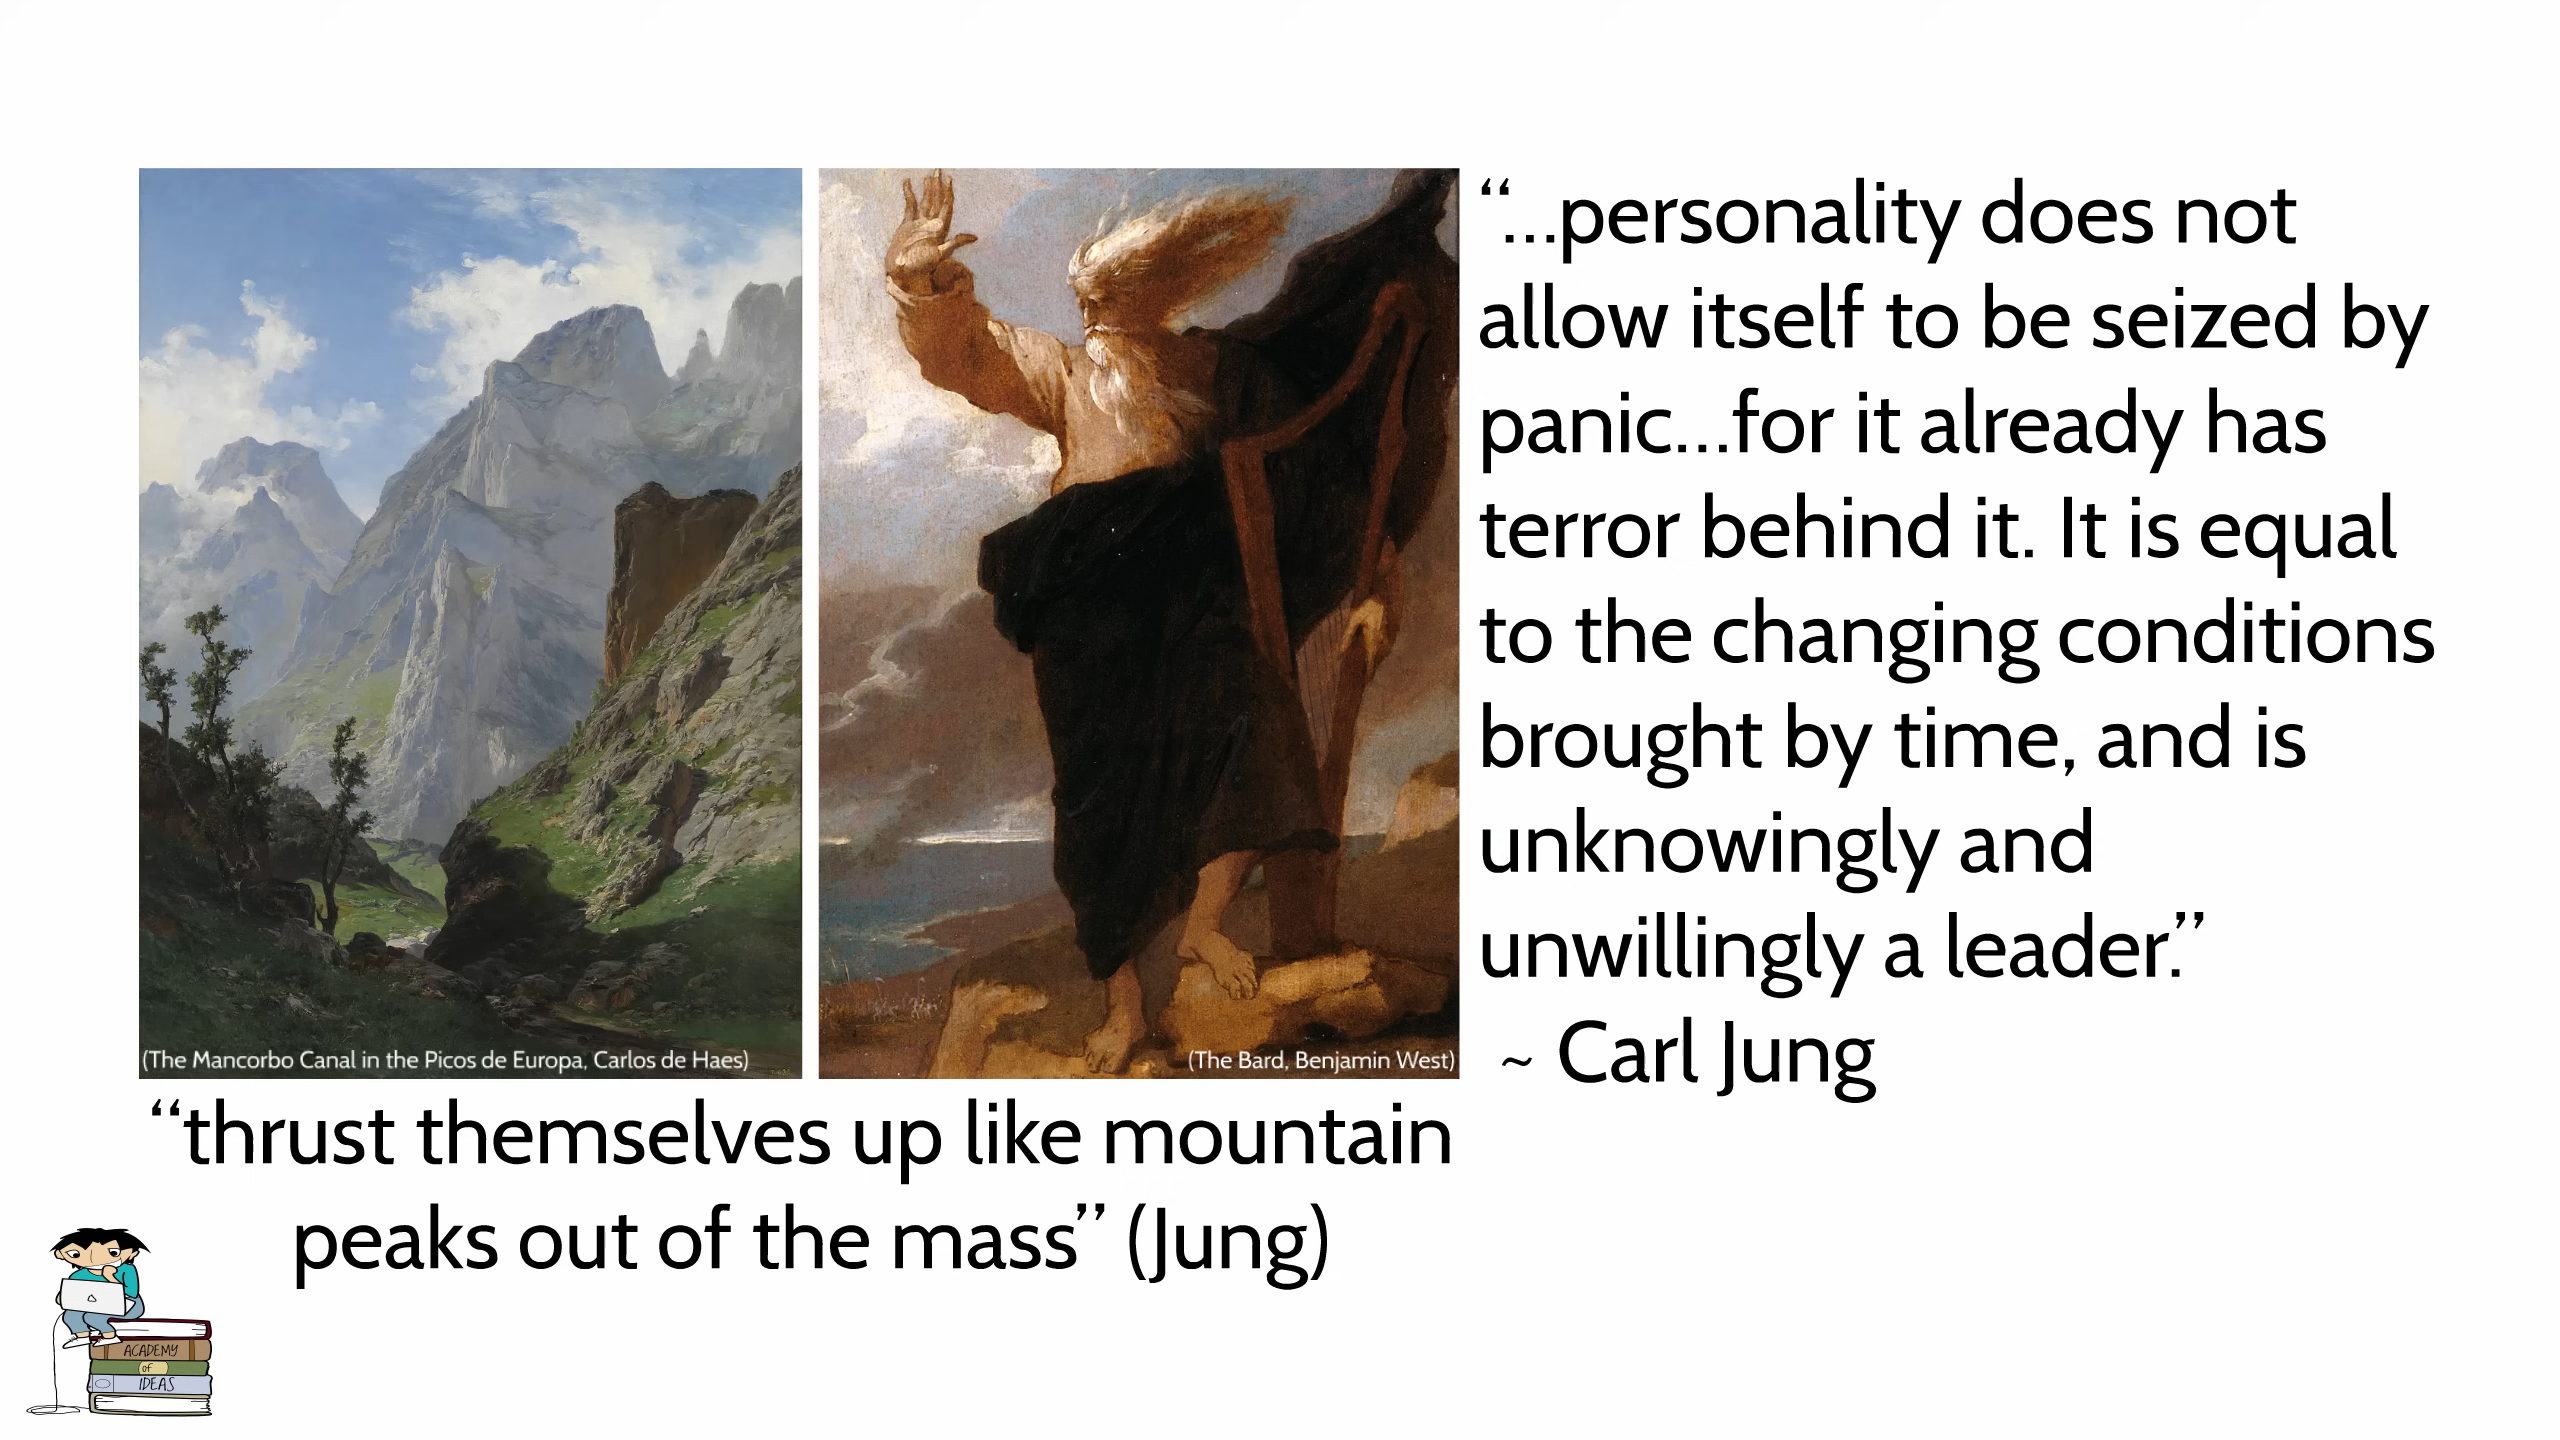 “...personality does not
allow itself to be seized by
panic...for it already has
terror behind it. It is equal
to the changing conditions
brought by time, and is
unknowingly and
unwillingly a leader.”
~ Carl Jung
(The Mancorbo Canal in the Picos de Europa, Carlos de Haes)
(The Bard, Benjamin West)
“thrust themselves up like mountain
peaks out of the mass” (Jung)
ACADEMY
of
IDEAS